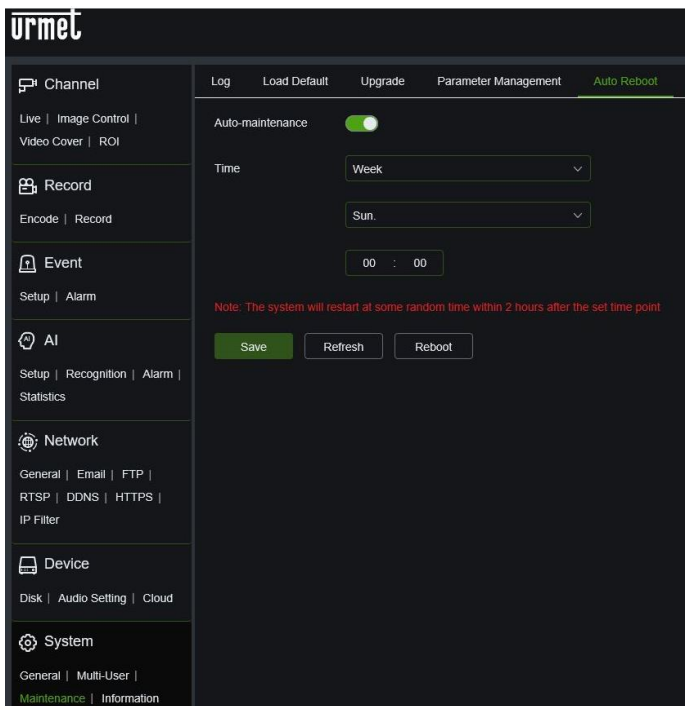 urmet
Channel
Live | Image Control |
Video Cover | ROI
Record
Encode | Record
Event
Setup | Alarm
AI
Setup | Recognition | Alarm |
Statistics
Network
General | Email | FTP |
RTSP | DDNS | HTTPS |
IP Filter
Device
Disk | Audio Setting | Cloud
System
General | Multi-User |
Maintenance | Information
Log Load Default Upgrade Parameter Management Auto Reboot
Auto-maintenance
Time Week
Sun.
00 : 00
Note: The system will restart at some random time within 2 hours after the set time point
Save Refresh Reboot